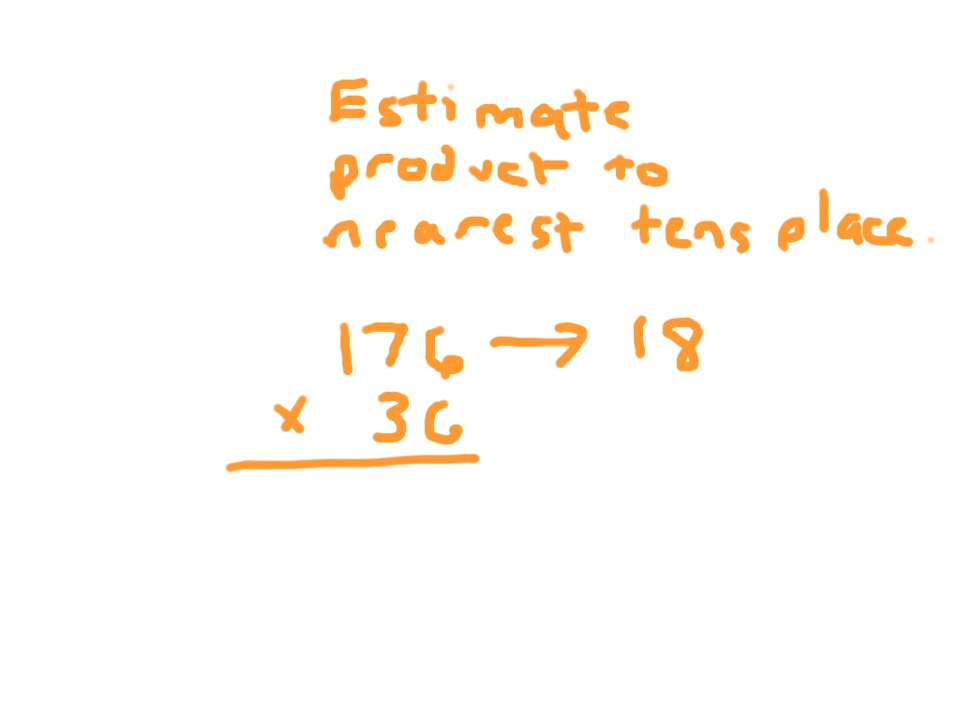 Estimate
product to
nearest tens place.
176 → 18
x 36